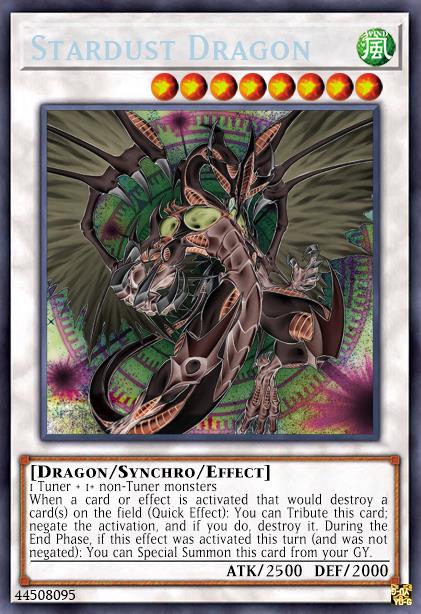 STARDUST DRAGON
WIND
風
[DRAGON/SYNCHRO/EFFECT]
1 Tuner + 1+ non-Tuner monsters
When a card or effect is activated that would destroy a
card(s) on the field (Quick Effect): You can Tribute this card;
negate the activation, and if you do, destroy it. During the
End Phase, if this effect was activated this turn (and was not
negated): You can Special Summon this card from your GY.
ATK/2500 DEF/2000
44508095